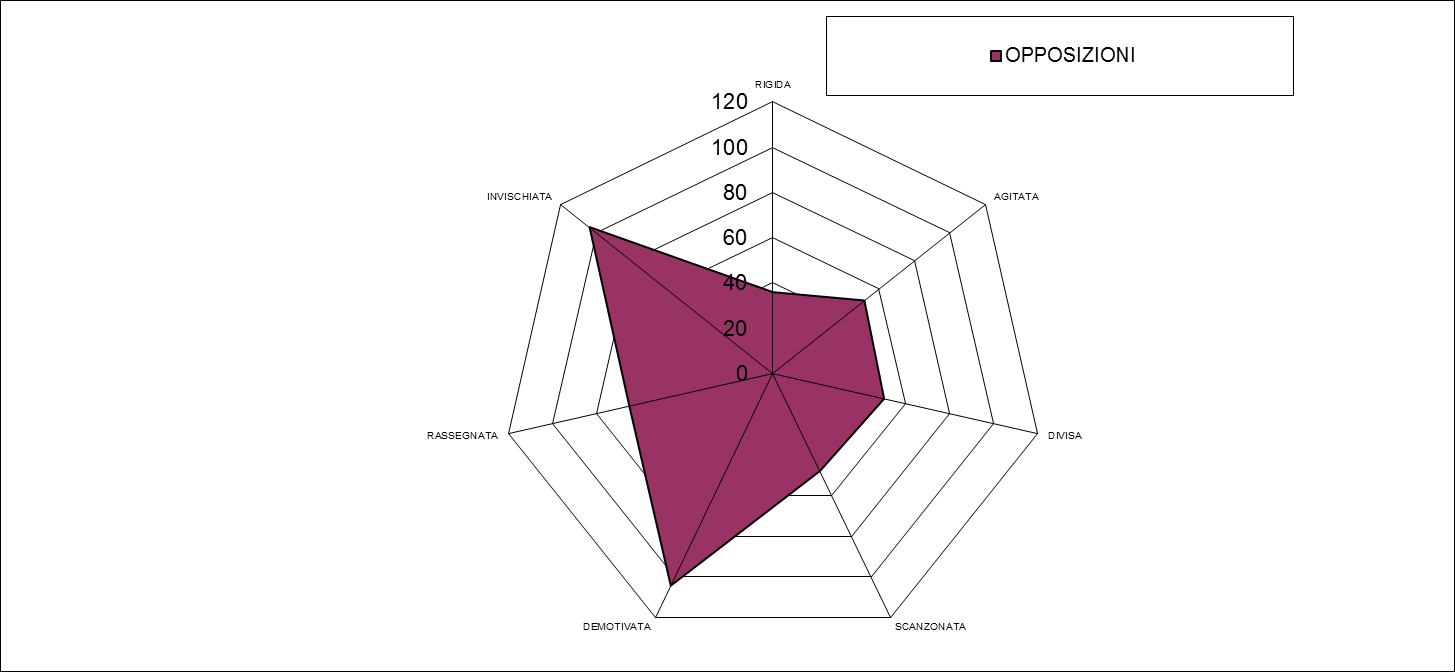 OPPOSIZIONI
RIGIDA
120
100
80
60
40
20
0
INVISCHIATA
AGITATA
RASSEGNATA
DIVISA
DEMOTIVATA
SCANZONATA